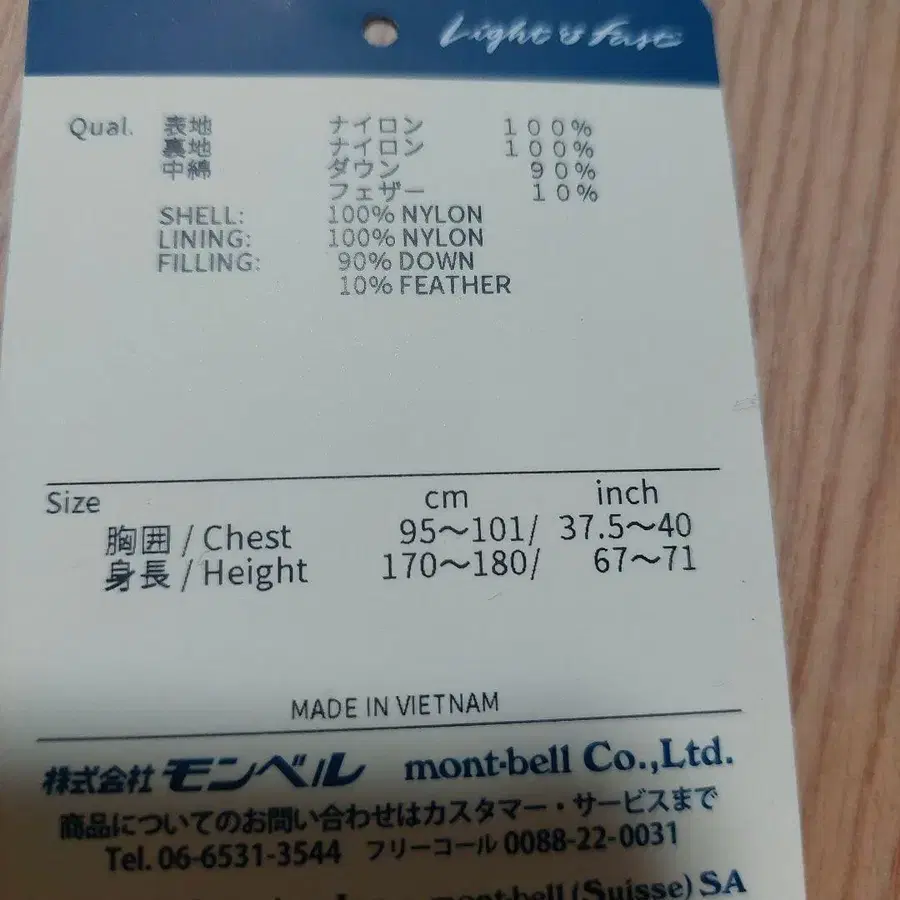 Light & Fast
Qual. 表地 ナイロン 100%
裏地 ナイロン 100%
中綿 ダウン 90%
フェザー 10%
SHELL: 100% NYLON
LINING: 100% NYLON
FILLING: 90% DOWN
10% FEATHER
Size cm inch
胸囲 / Chest 95～101/ 37.5～40
身長 / Height 170～180/ 67～71
MADE IN VIETNAM
株式会社 モンベル mont-bell Co.,Ltd.
商品についてのお問い合わせはカスタマー・サービスまで
Tel. 06-6531-3544 フリーコール 0088-22-0031
mont-bell (Suisse) SA